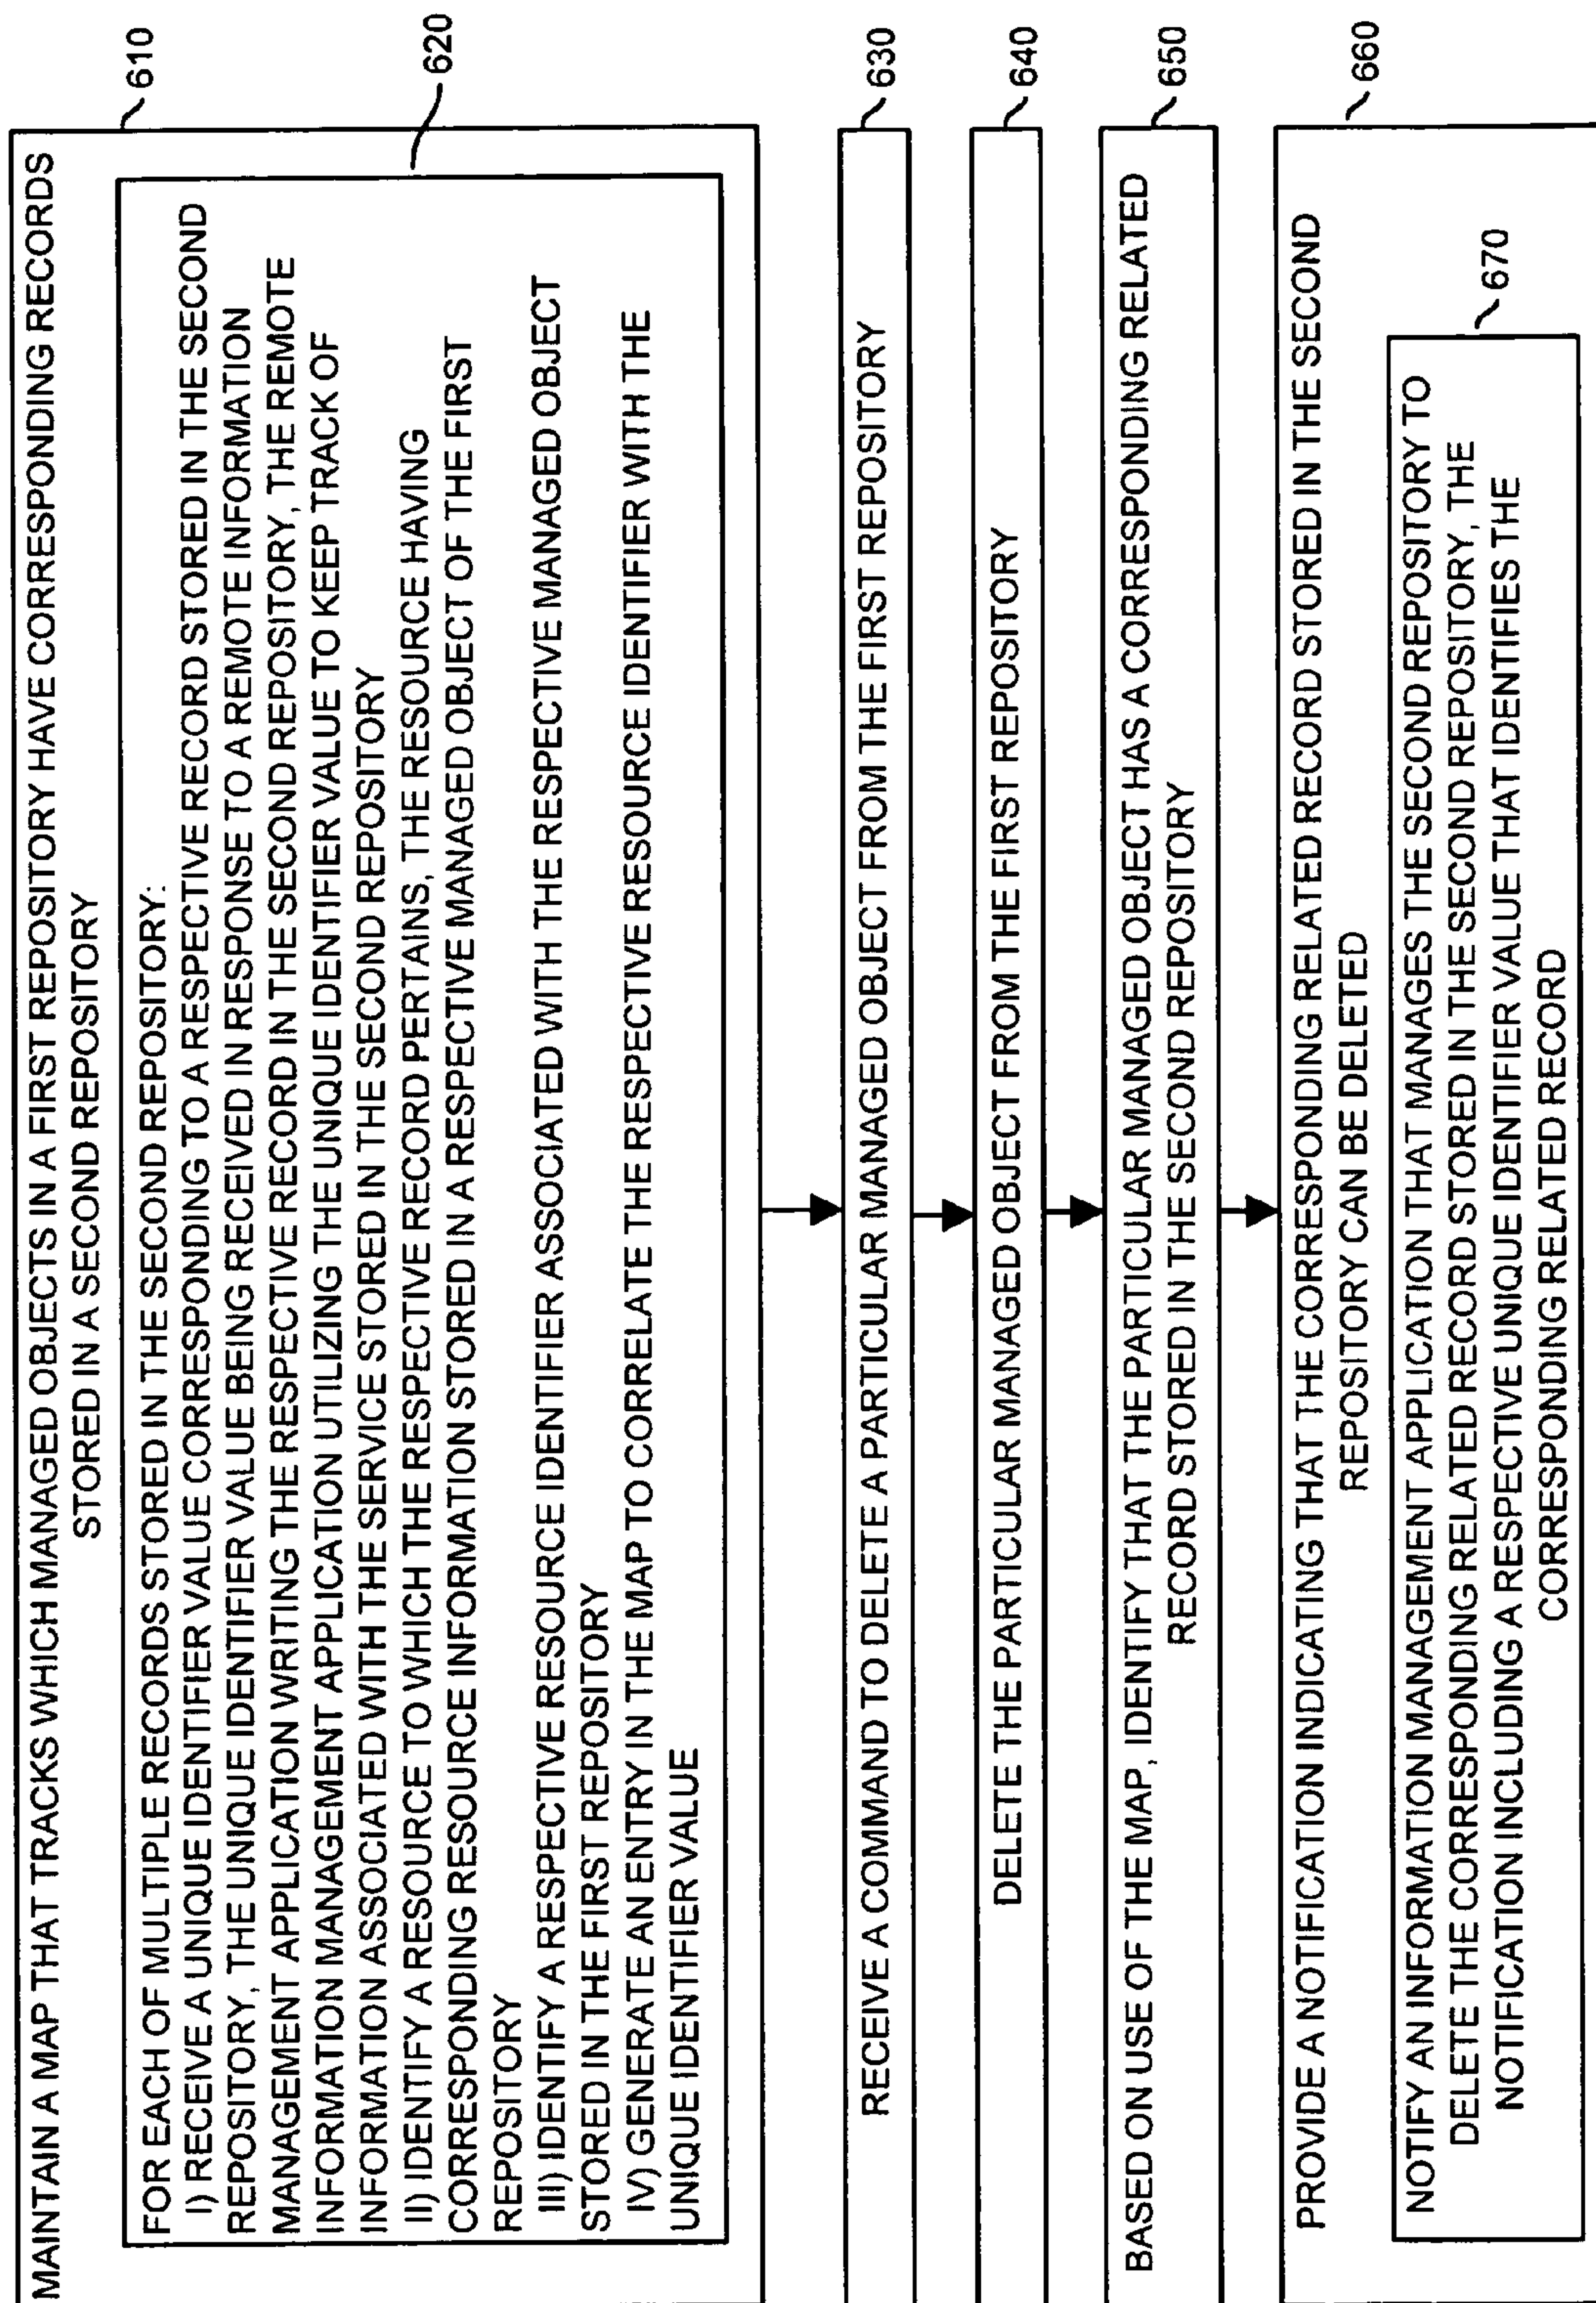 MAINTAIN A MAP THAT TRACKS WHICH MANAGED OBJECTS IN A FIRST REPOSITORY HAVE CORRESPONDING RECORDS
STORED IN A SECOND REPOSITORY
610
FOR EACH OF MULTIPLE RECORDS STORED IN THE SECOND REPOSITORY:
I) RECEIVE A UNIQUE IDENTIFIER VALUE CORRESPONDING TO A RESPECTIVE RECORD STORED IN THE SECOND
REPOSITORY, THE UNIQUE IDENTIFIER VALUE BEING RECEIVED IN RESPONSE TO A REMOTE INFORMATION
MANAGEMENT APPLICATION WRITING THE RESPECTIVE RECORD IN THE SECOND REPOSITORY, THE REMOTE
INFORMATION MANAGEMENT APPLICATION UTILIZING THE UNIQUE IDENTIFIER VALUE TO KEEP TRACK OF
INFORMATION ASSOCIATED WITH THE SERVICE STORED IN THE SECOND REPOSITORY
II) IDENTIFY A RESOURCE TO WHICH THE RESPECTIVE RECORD PERTAINS, THE RESOURCE HAVING
CORRESPONDING RESOURCE INFORMATION STORED IN A RESPECTIVE MANAGED OBJECT OF THE FIRST
REPOSITORY
III) IDENTIFY A RESPECTIVE RESOURCE IDENTIFIER ASSOCIATED WITH THE RESPECTIVE MANAGED OBJECT
STORED IN THE FIRST REPOSITORY
IV) GENERATE AN ENTRY IN THE MAP TO CORRELATE THE RESPECTIVE RESOURCE IDENTIFIER WITH THE
UNIQUE IDENTIFIER VALUE
620
RECEIVE A COMMAND TO DELETE A PARTICULAR MANAGED OBJECT FROM THE FIRST REPOSITORY
630
DELETE THE PARTICULAR MANAGED OBJECT FROM THE FIRST REPOSITORY
640
BASED ON USE OF THE MAP, IDENTIFY THAT THE PARTICULAR MANAGED OBJECT HAS A CORRESPONDING RELATED
RECORD STORED IN THE SECOND REPOSITORY
650
PROVIDE A NOTIFICATION INDICATING THAT THE CORRESPONDING RELATED RECORD STORED IN THE SECOND
REPOSITORY CAN BE DELETED
660
NOTIFY AN INFORMATION MANAGEMENT APPLICATION THAT MANAGES THE SECOND REPOSITORY TO
DELETE THE CORRESPONDING RELATED RECORD STORED IN THE SECOND REPOSITORY, THE
NOTIFICATION INCLUDING A RESPECTIVE UNIQUE IDENTIFIER VALUE THAT IDENTIFIES THE
CORRESPONDING RELATED RECORD
670